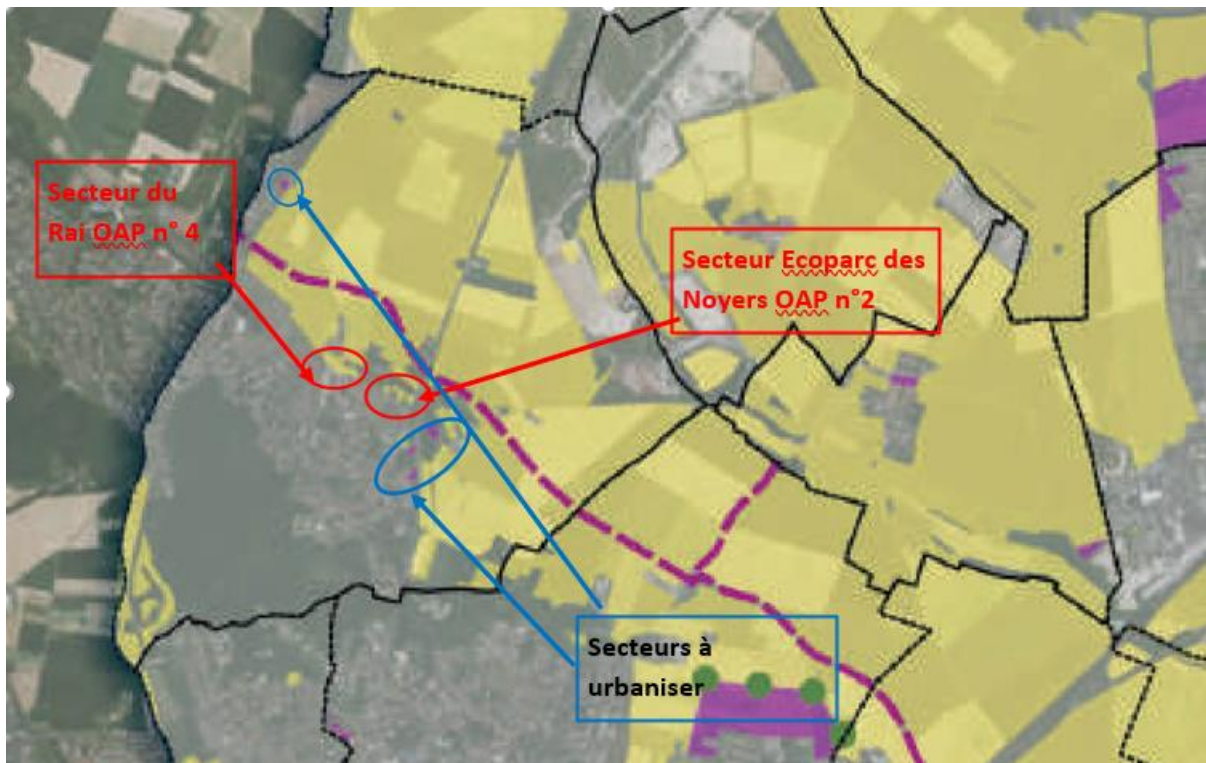 Secteur du
Rai OAP n° 4
Secteur Ecoparc des
Noyers OAP n°2
Secteurs à
urbaniser